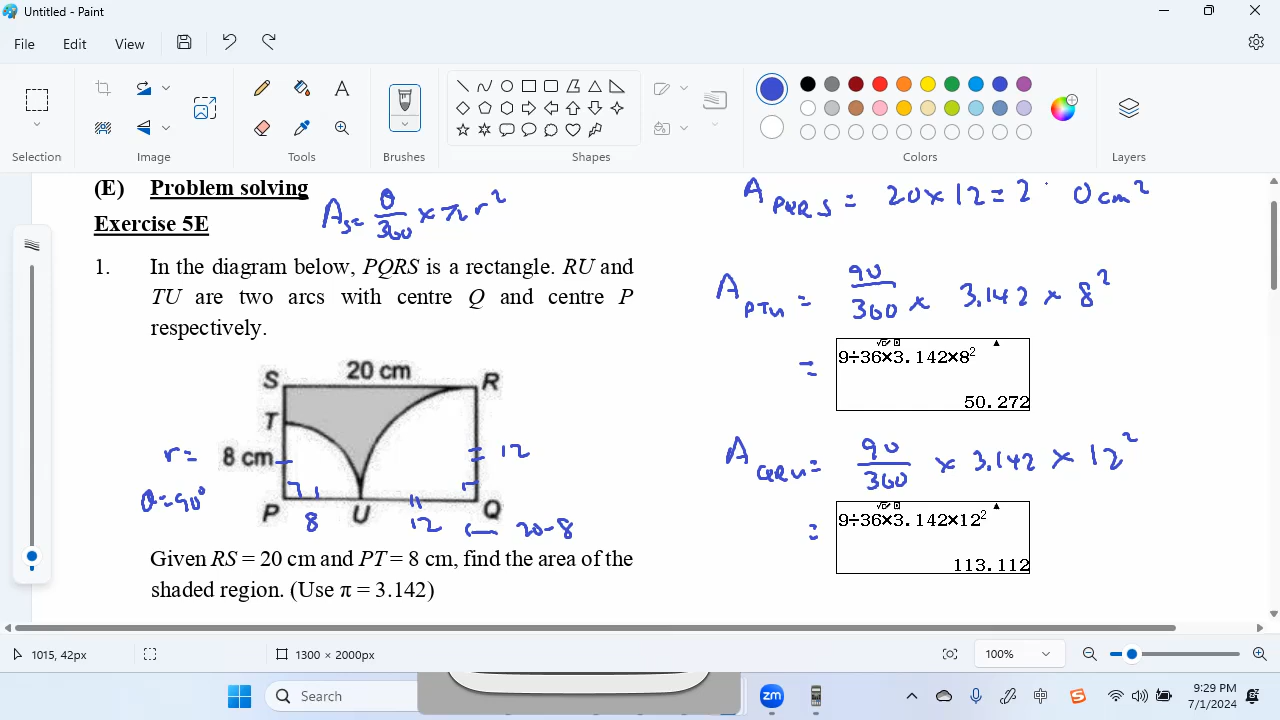 Untitled - Paint
File Edit View
Selection Image Tools Brushes Shapes Colors Layers
(E) Problem solving
Exercise 5E
A s = θ/360 × π r²
A PQRS = 20 × 12 = 2 0 cm²
1. In the diagram below, PQRS is a rectangle. RU and
TU are two arcs with centre Q and centre P
respectively.
A PTU = 90/360 × 3.142 × 8²
=
9÷36×3.142×8²
50.272
S 20 cm R
T
r = 8 cm 12
θ = 90°
P U Q
8 12 20-8
A QRU = 90/360 × 3.142 × 12²
=
9÷36×3.142×12²
113.112
Given RS = 20 cm and PT = 8 cm, find the area of the
shaded region. (Use π = 3.142)
1015, 42px 1300 × 2000px 100%
Search zm 中 S 9:29 PM
7/1/2024